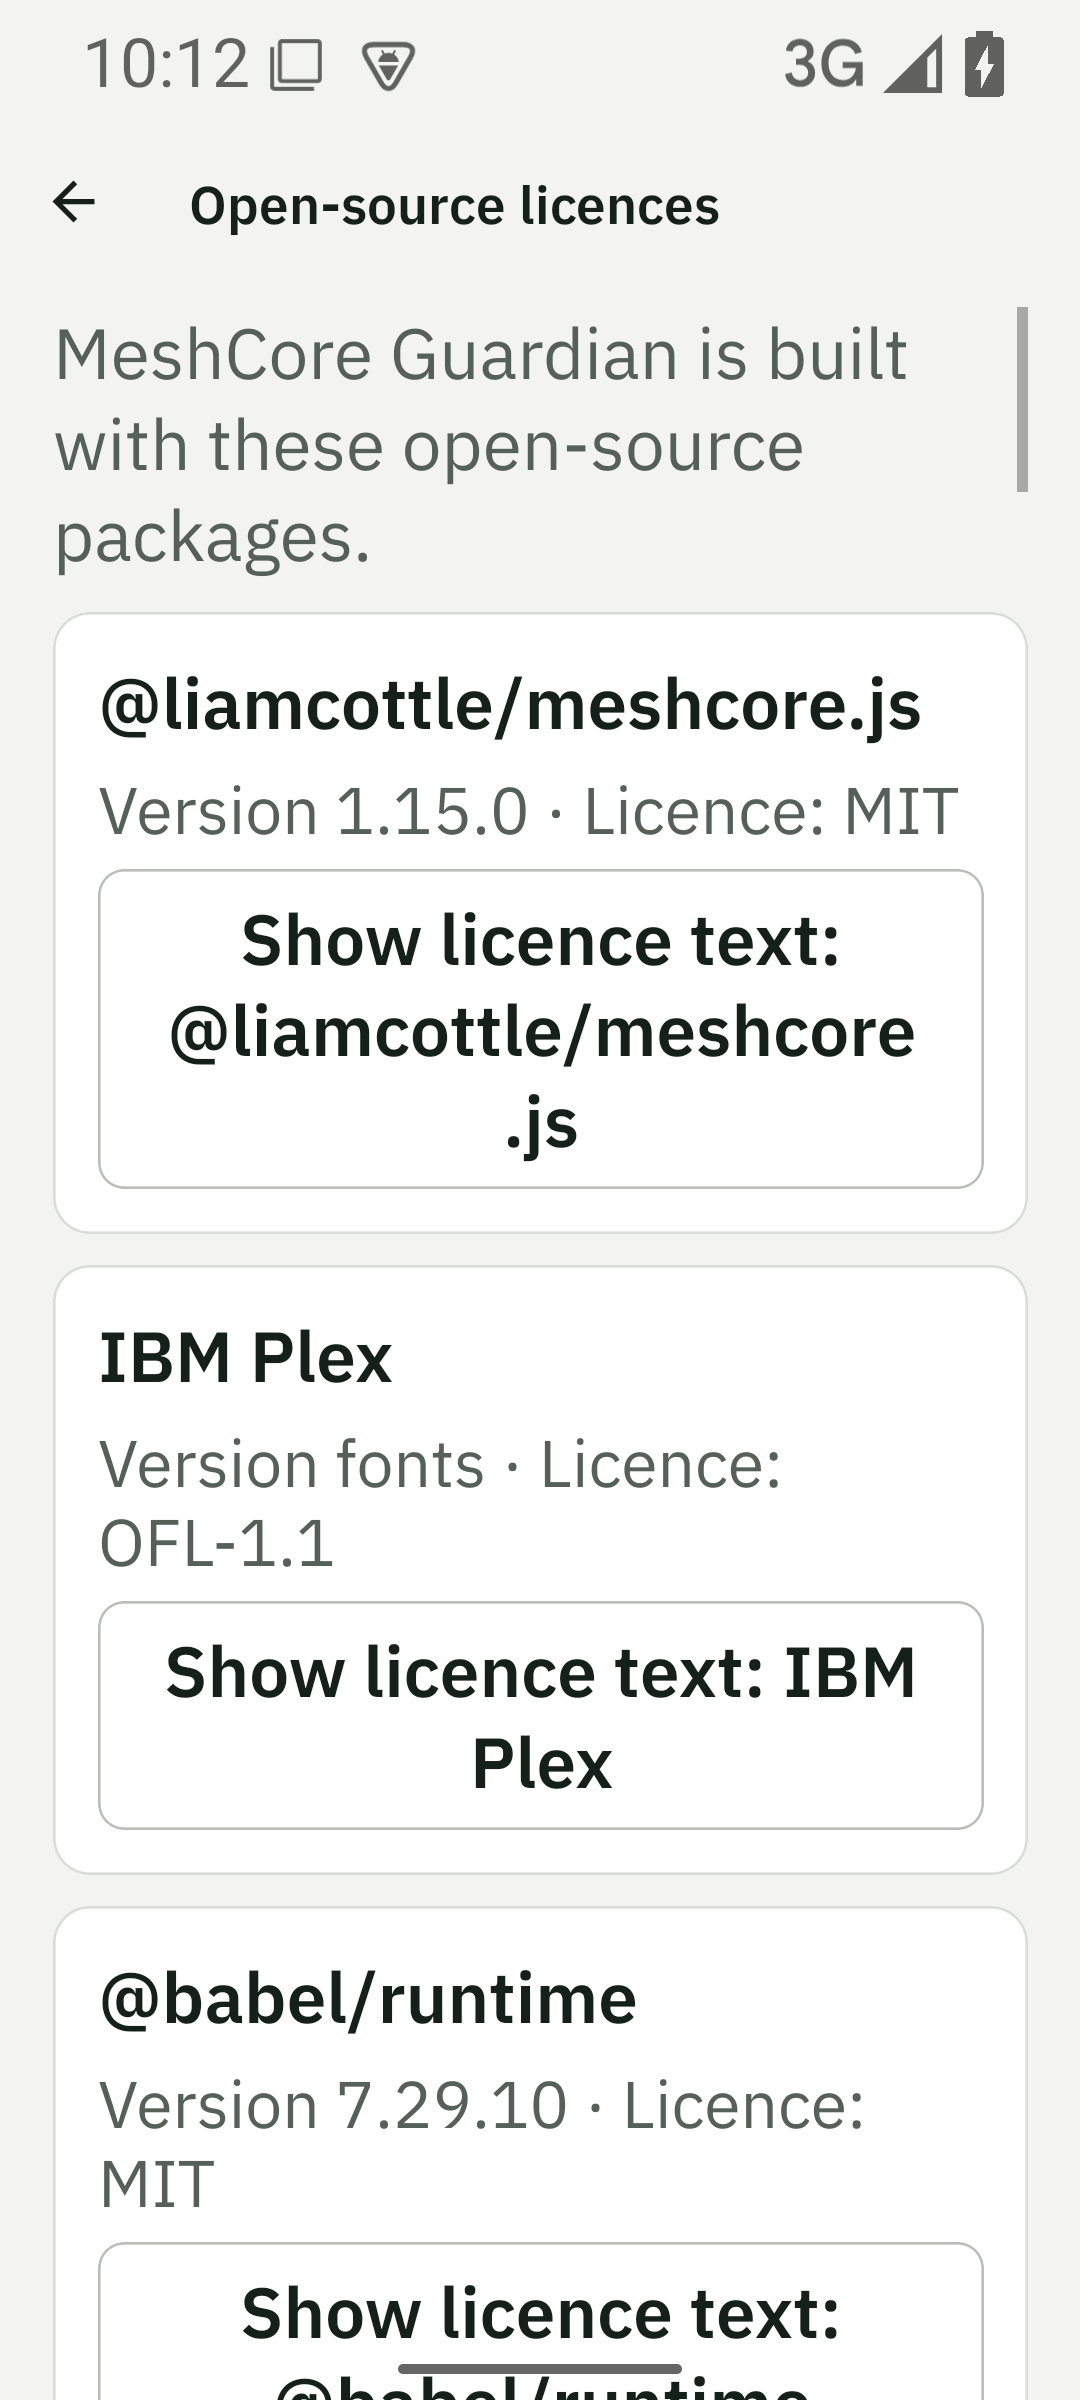 10:12
3G
Open-source licences
MeshCore Guardian is built
with these open-source
packages.
@liamcottle/meshcore.js
Version 1.15.0 · Licence: MIT
Show licence text:
@liamcottle/meshcore
.js
IBM Plex
Version fonts · Licence:
OFL-1.1
Show licence text: IBM
Plex
@babel/runtime
Version 7.29.10 · Licence:
MIT
Show licence text:
@babel/runtime